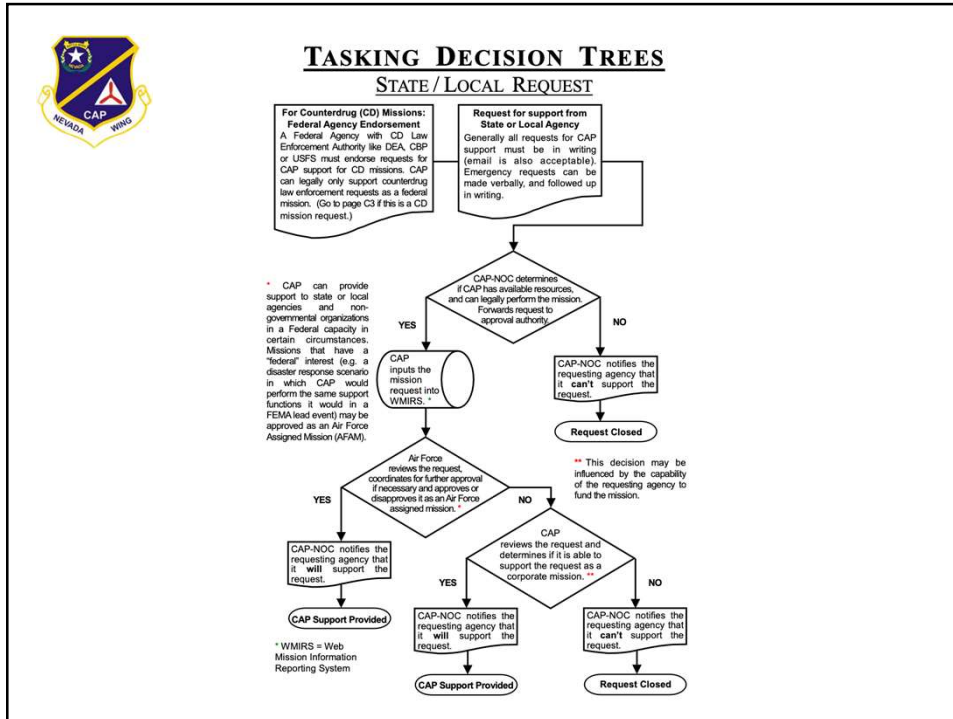 NEVADA
CAP
NEVADA WING
TASKING DECISION TREES
STATE / LOCAL REQUEST
For Counterdrug (CD) Missions:
Federal Agency Endorsement
A Federal Agency with CD Law
Enforcement Authority like DEA, CBP
or USFS must endorse requests for
CAP support for CD missions. CAP
can legally only support counterdrug
law enforcement requests as a federal
mission. (Go to page C3 if this is a CD
mission request.)
Request for support from
State or Local Agency
Generally all requests for CAP
support must be in writing
(email is also acceptable).
Emergency requests can be
made verbally, and followed up
in writing.
CAP-NOC determines
if CAP has available resources,
and can legally perform the mission.
Forwards request to
approval authority.
* CAP can provide
support to state or local
agencies and non-
governmental organizations
in a Federal capacity in
certain circumstances.
Missions that have a
"federal" interest (e.g. a
disaster response scenario
in which CAP would
perform the same support
functions it would in a
FEMA lead event) may be
approved as an Air Force
Assigned Mission (AFAM).
YES
NO
CAP
inputs the
mission
request into
WMIRS. *
CAP-NOC notifies the
requesting agency that
it can't support the
request.
Request Closed
Air Force
reviews the request,
coordinates for further approval
if necessary and approves or
disapproves it as an Air Force
assigned mission. *
** This decision may be
influenced by the capability
of the requesting agency to
fund the mission.
YES
NO
CAP-NOC notifies the
requesting agency that
it will support the
request.
CAP Support Provided
CAP
reviews the request and
determines if it is able to
support the request as a
corporate mission. **
YES
NO
CAP-NOC notifies the
requesting agency that
it will support the
request.
CAP Support Provided
CAP-NOC notifies the
requesting agency that
it can't support the
request.
Request Closed
* WMIRS = Web
Mission Information
Reporting System